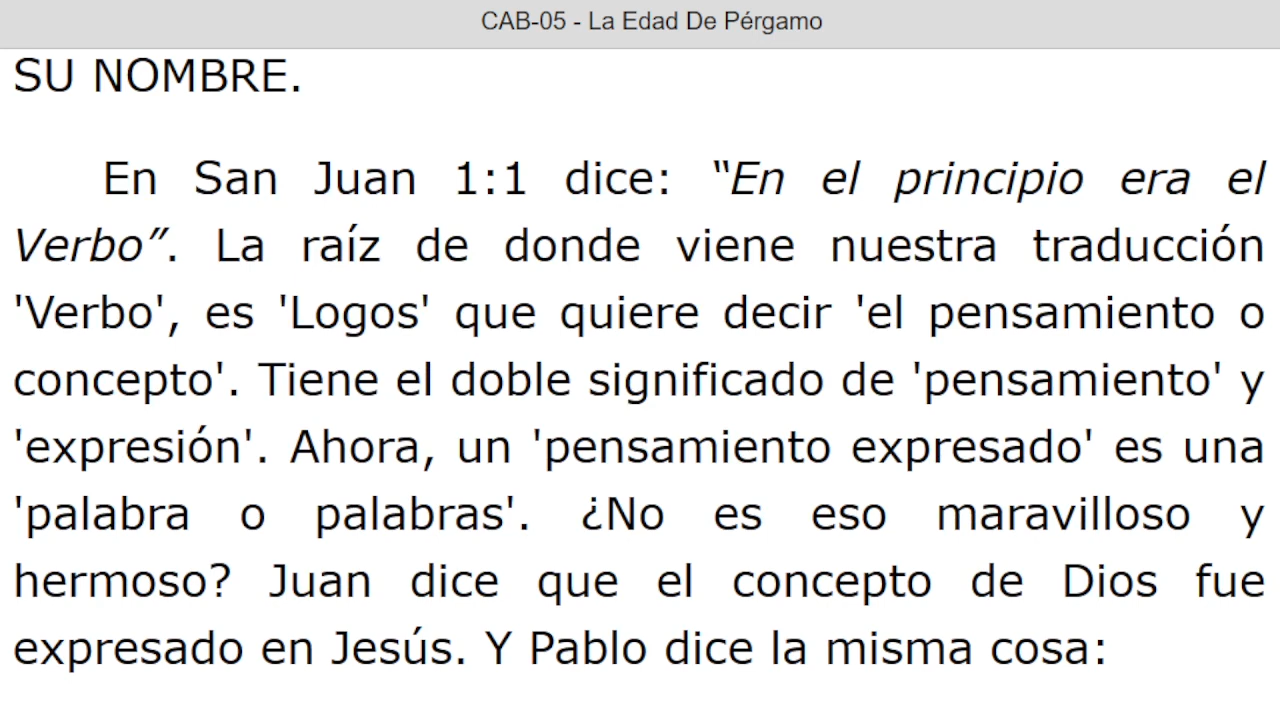 CAB-05 - La Edad De Pérgamo
SU NOMBRE.
En San Juan 1:1 dice: “En el principio era el
Verbo”. La raíz de donde viene nuestra traducción
'Verbo', es 'Logos' que quiere decir 'el pensamiento o
concepto'. Tiene el doble significado de 'pensamiento' y
'expresión'. Ahora, un 'pensamiento expresado' es una
'palabra o palabras'. ¿No es eso maravilloso y
hermoso? Juan dice que el concepto de Dios fue
expresado en Jesús. Y Pablo dice la misma cosa: